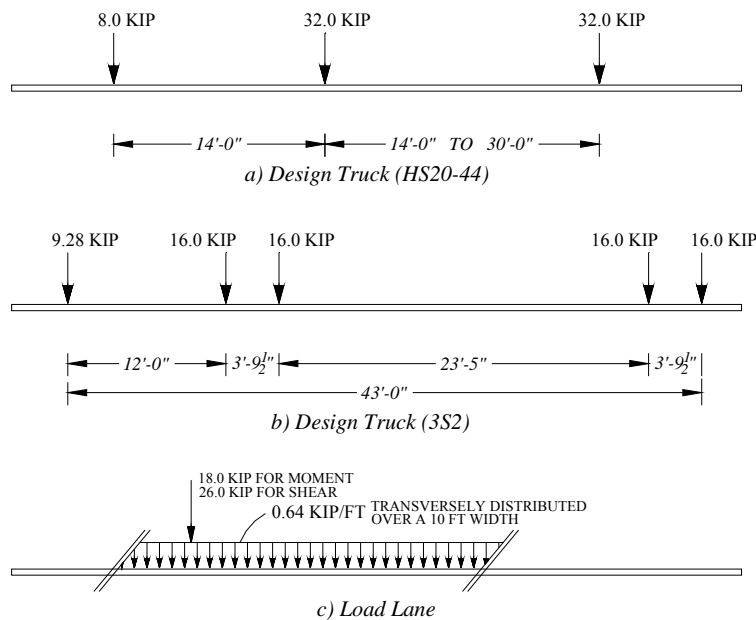 8.0 KIP 32.0 KIP 32.0 KIP
14'-0" 14'-0" TO 30'-0"
a) Design Truck (HS20-44)
9.28 KIP 16.0 KIP 16.0 KIP 16.0 KIP 16.0 KIP
12'-0" 3'-9½" 23'-5" 3'-9½"
43'-0"
b) Design Truck (3S2)
18.0 KIP FOR MOMENT
26.0 KIP FOR SHEAR
0.64 KIP/FT TRANSVERSELY DISTRIBUTED
OVER A 10 FT WIDTH
c) Load Lane